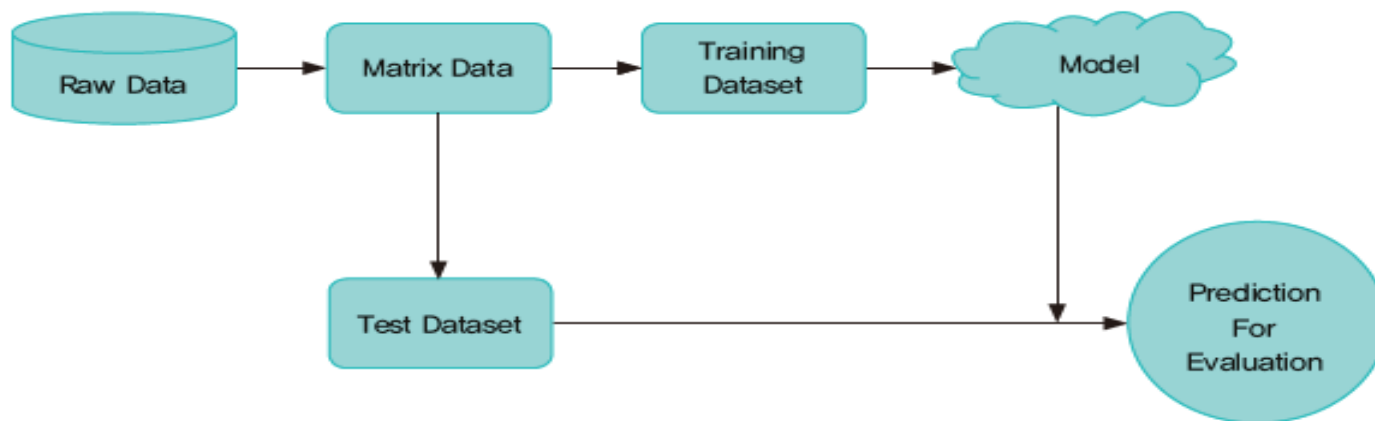 Raw Data
Matrix Data
Training
Dataset
Model
Test Dataset
Prediction
For
Evaluation